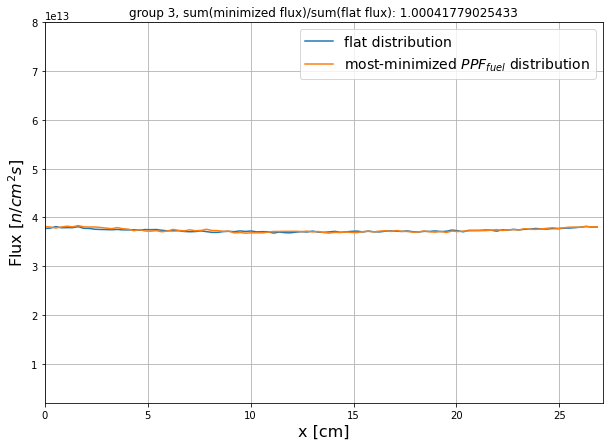 group 3, sum(minimized flux)/sum(flat flux): 1.00041779025433
1e13
8
7
6
5
4
3
2
1
Flux [n/cm²s]
flat distribution
most-minimized PPF_fuel distribution
0 5 10 15 20 25
x [cm]